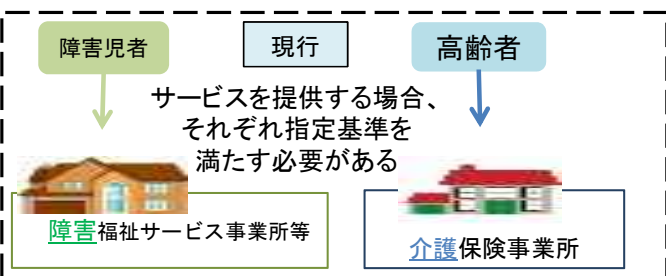 障害児者
現行
高齢者
サービスを提供する場合、
それぞれ指定基準を
満たす必要がある
障害福祉サービス事業所等
介護保険事業所